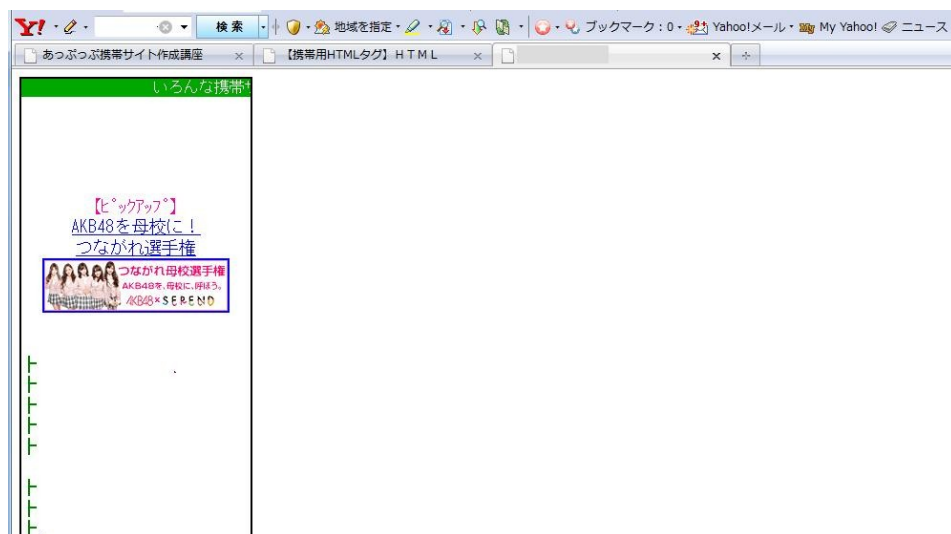 Y! 検索 地域を指定 ブックマーク:0 Yahoo!メール My Yahoo! ニュース
あっぷっぷ携帯サイト作成講座 【携帯用HTMLタグ】HTML
いろんな携帯サ
【ピックアップ】
AKB48を母校に!
つながれ選手権
つながれ母校選手権
AKB48を、母校に、呼ぼう。
AKB48×SEREND